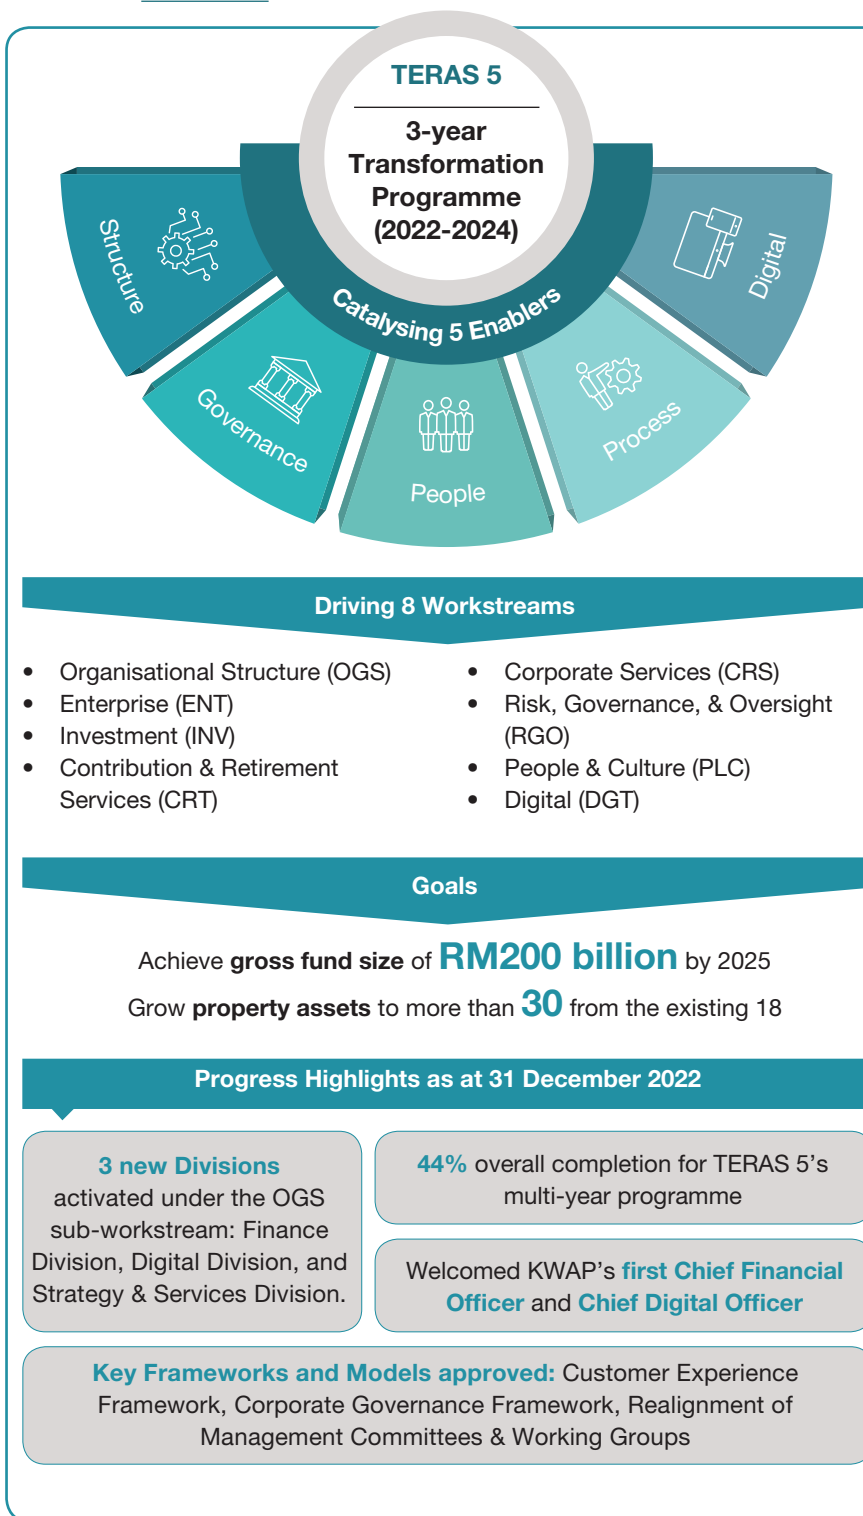 TERAS 5
3-year
Transformation
Programme
(2022-2024)
Catalysing 5 Enablers
Structure
Governance
People
Process
Digital
Driving 8 Workstreams
• Organisational Structure (OGS)
• Enterprise (ENT)
• Investment (INV)
• Contribution & Retirement
Services (CRT)
• Corporate Services (CRS)
• Risk, Governance, & Oversight
(RGO)
• People & Culture (PLC)
• Digital (DGT)
Goals
Achieve gross fund size of RM200 billion by 2025
Grow property assets to more than 30 from the existing 18
Progress Highlights as at 31 December 2022
3 new Divisions
activated under the OGS
sub-workstream: Finance
Division, Digital Division, and
Strategy & Services Division.
44% overall completion for TERAS 5's
multi-year programme
Welcomed KWAP's first Chief Financial
Officer and Chief Digital Officer
Key Frameworks and Models approved: Customer Experience
Framework, Corporate Governance Framework, Realignment of
Management Committees & Working Groups